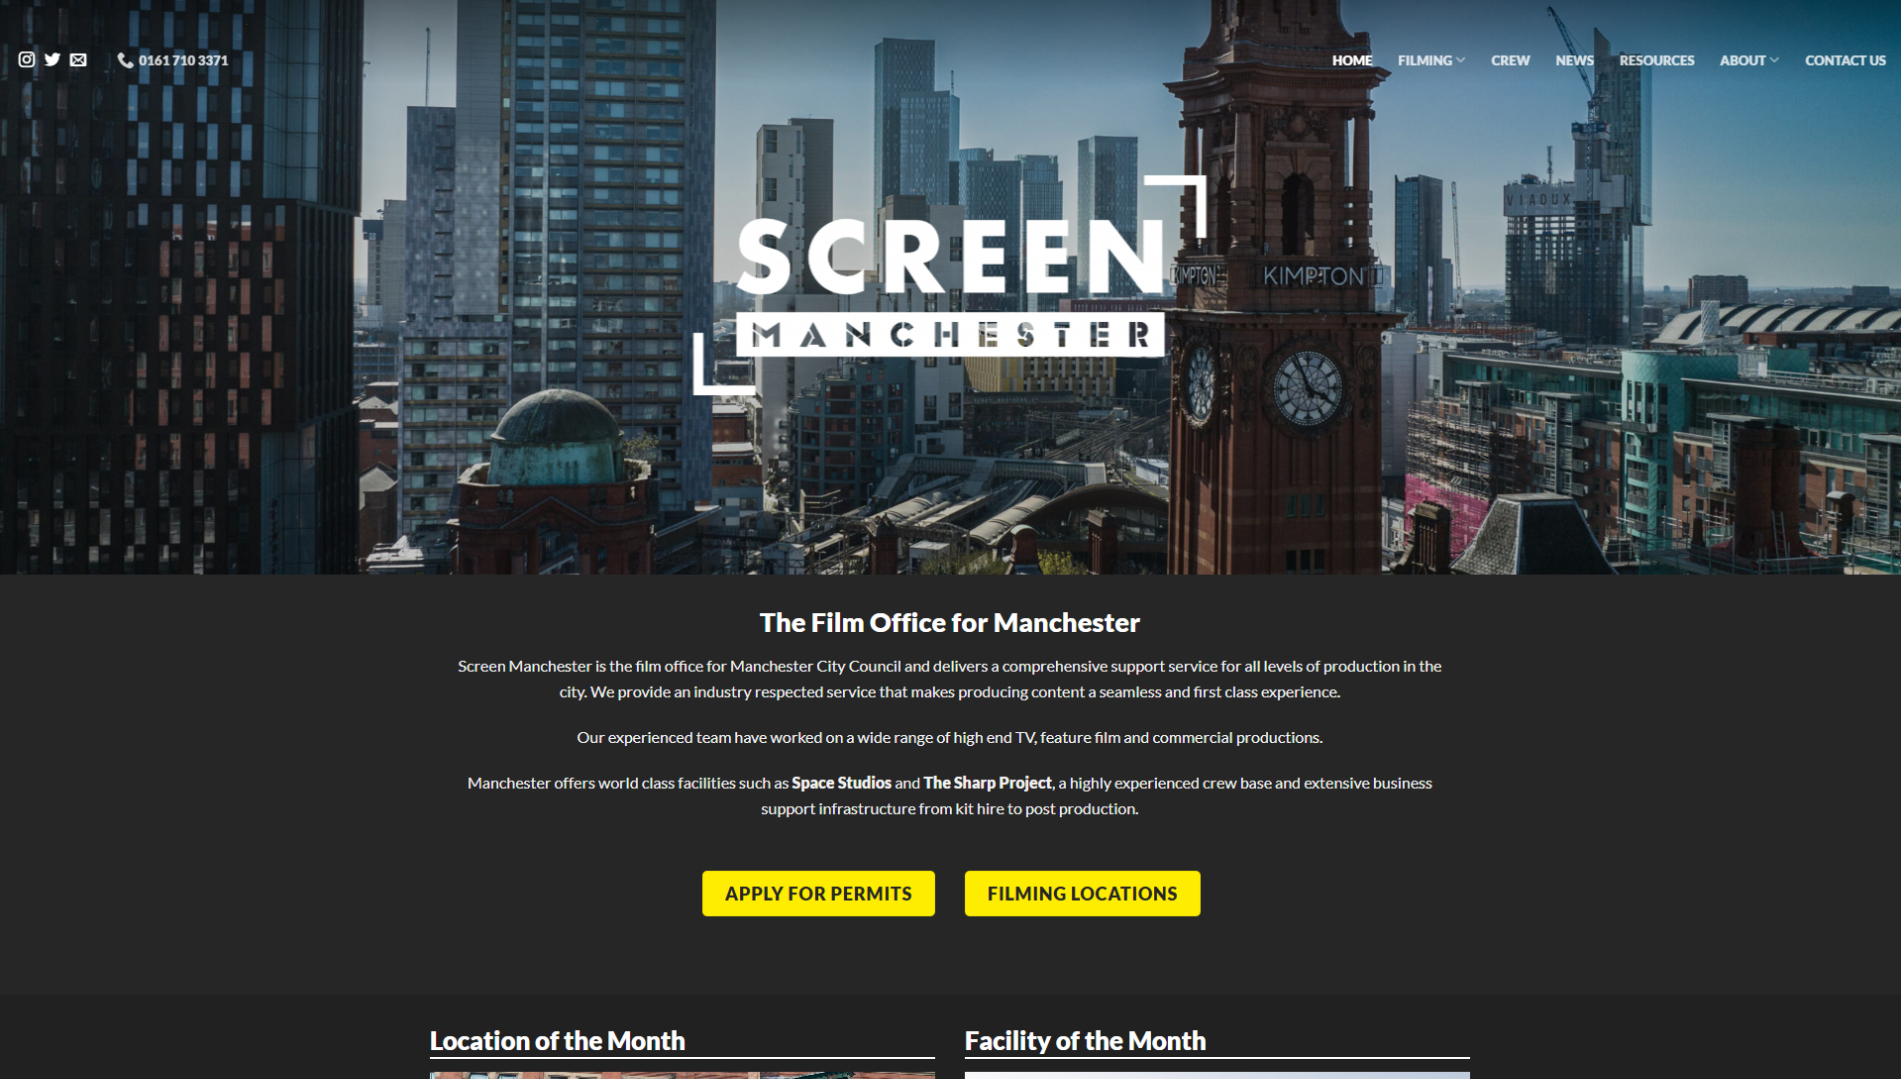 0161 710 3371
HOME FILMING CREW NEWS RESOURCES ABOUT CONTACT US
VIADUX
SCREEN
MANCHESTER
KIMPTON KIMPTON
The Film Office for Manchester
Screen Manchester is the film office for Manchester City Council and delivers a comprehensive support service for all levels of production in the
city. We provide an industry respected service that makes producing content a seamless and first class experience.
Our experienced team have worked on a wide range of high end TV, feature film and commercial productions.
Manchester offers world class facilities such as Space Studios and The Sharp Project, a highly experienced crew base and extensive business
support infrastructure from kit hire to post production.
APPLY FOR PERMITS FILMING LOCATIONS
Location of the Month Facility of the Month